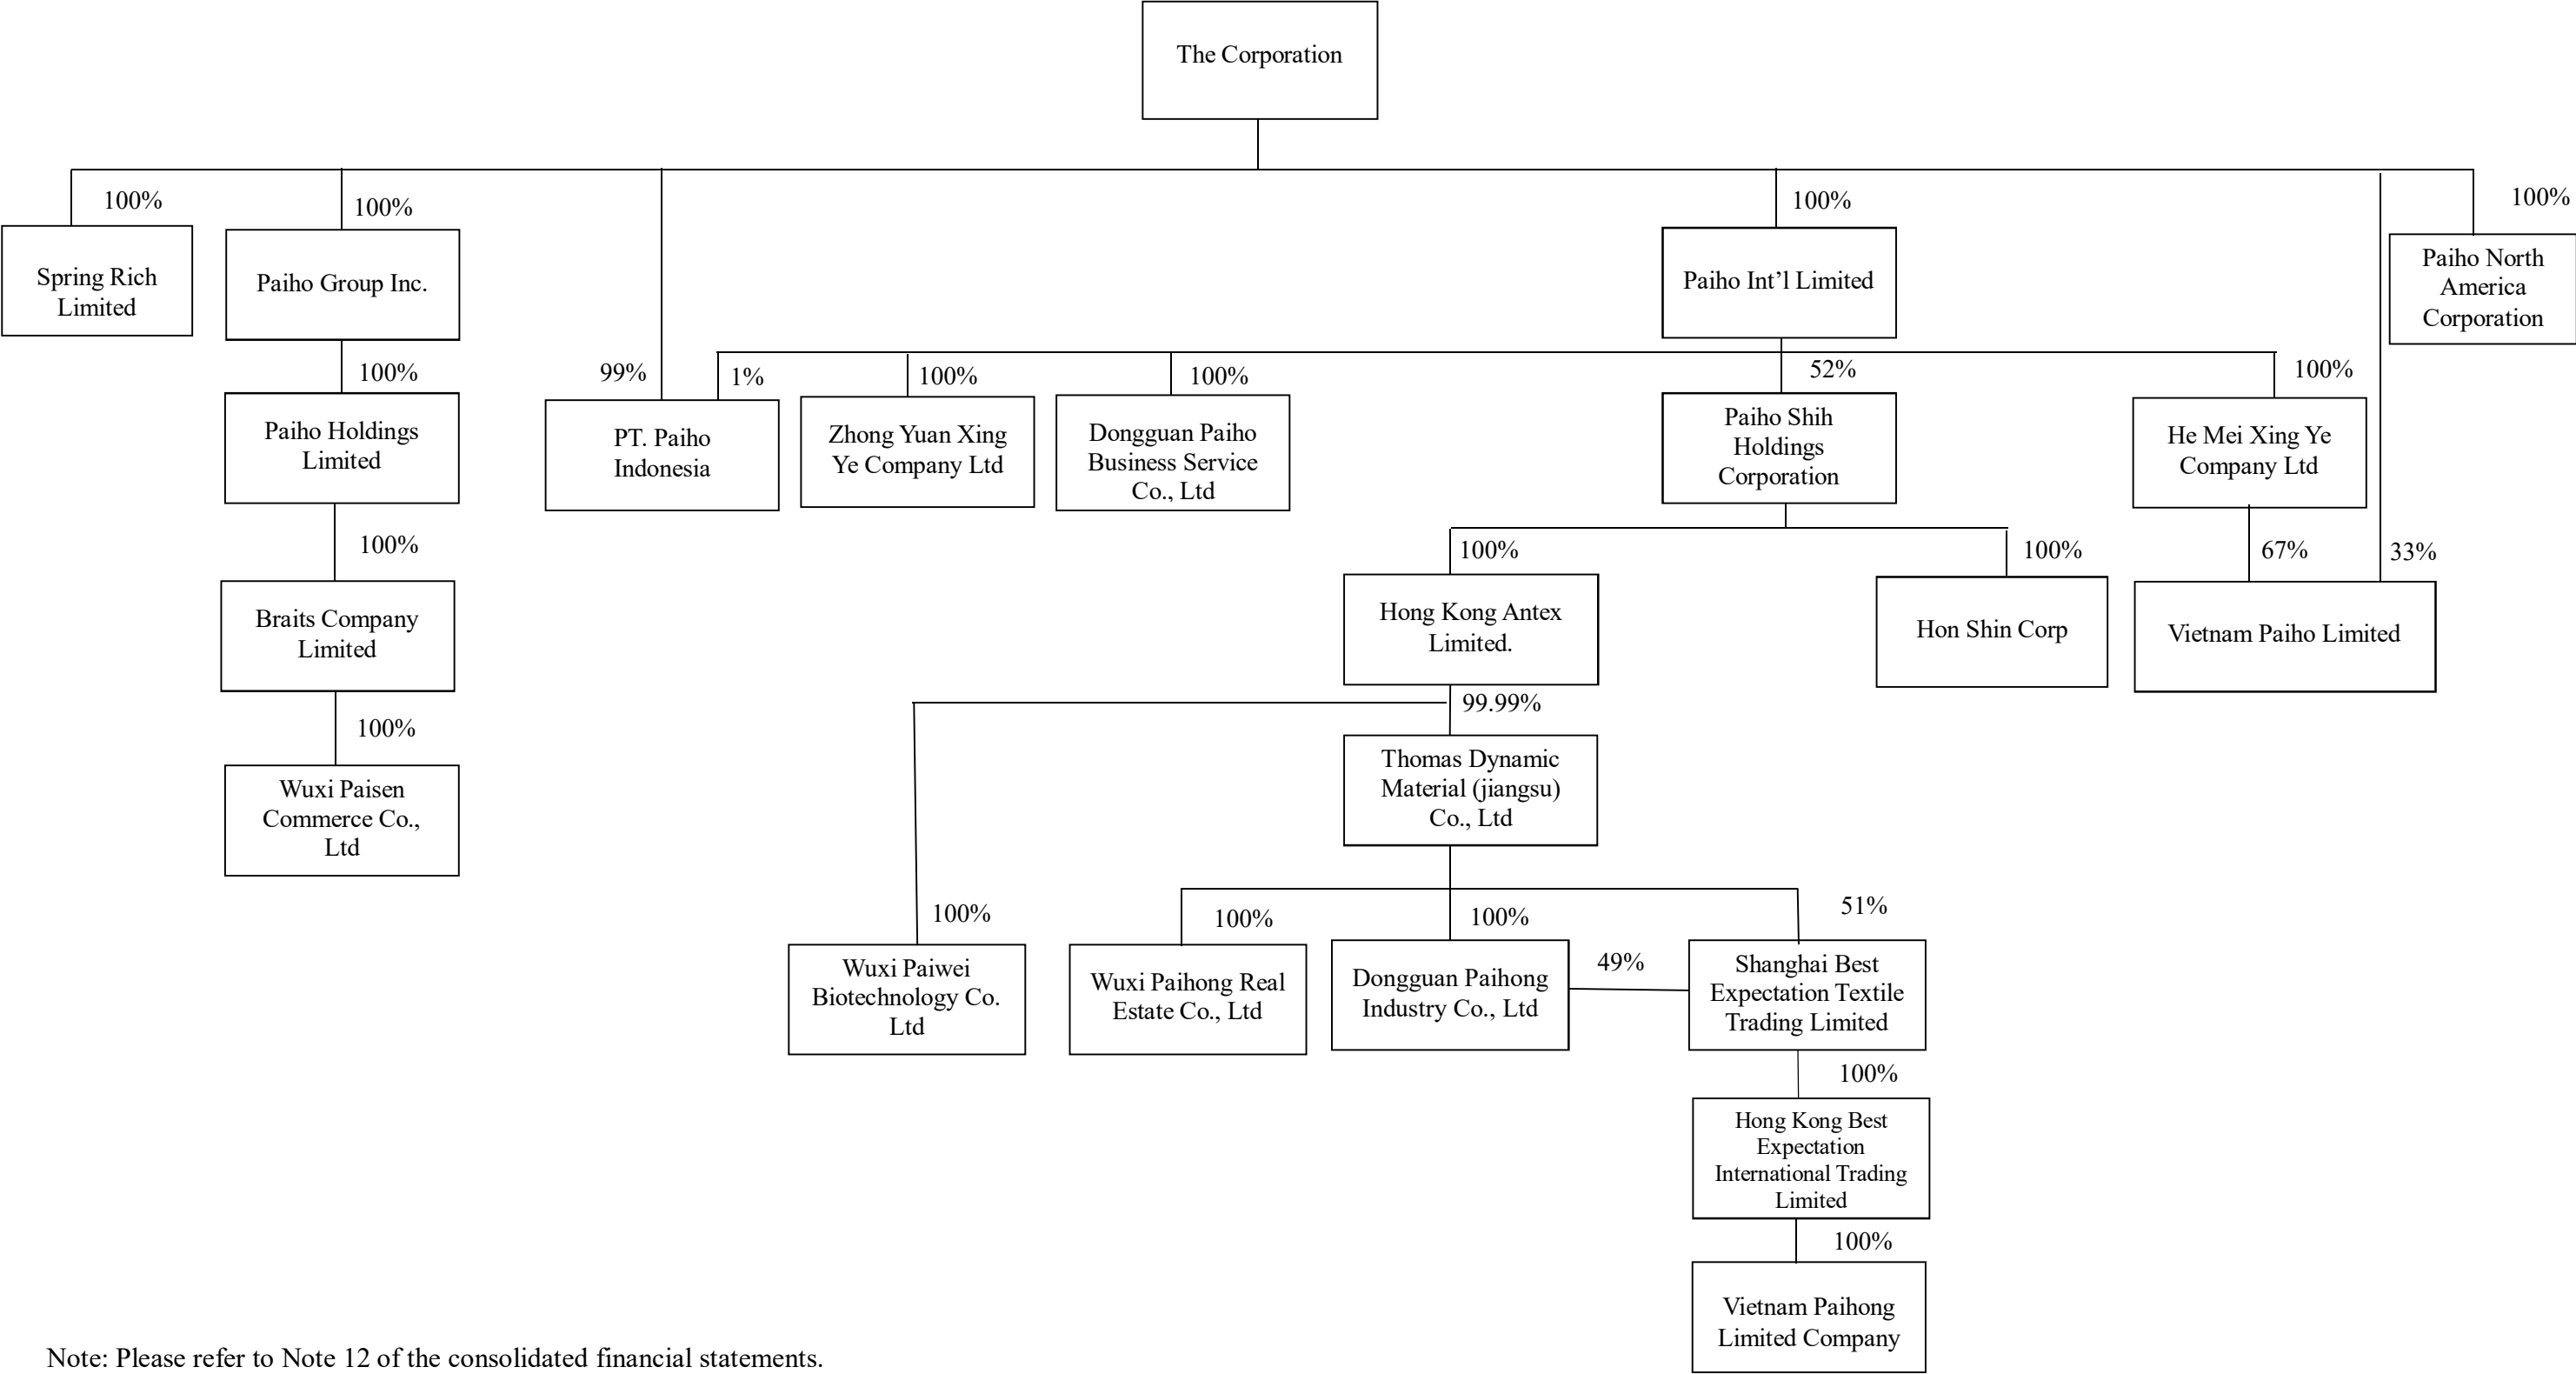 The Corporation
100%
100%
100%
100%
Spring Rich
Limited
Paiho Group Inc.
Paiho Int’l Limited
Paiho North
America
Corporation
100%
99%
1%
100%
100%
52%
100%
Paiho Holdings
Limited
PT. Paiho
Indonesia
Zhong Yuan Xing
Ye Company Ltd
Dongguan Paiho
Business Service
Co., Ltd
Paiho Shih
Holdings
Corporation
He Mei Xing Ye
Company Ltd
100%
100%
100%
67%
33%
Braits Company
Limited
Hong Kong Antex
Limited.
Hon Shin Corp
Vietnam Paiho Limited
100%
99.99%
Wuxi Paisen
Commerce Co.,
Ltd
Thomas Dynamic
Material (jiangsu)
Co., Ltd
100%
100%
100%
51%
Wuxi Paiwei
Biotechnology Co.
Ltd
Wuxi Paihong Real
Estate Co., Ltd
Dongguan Paihong
Industry Co., Ltd
49%
Shanghai Best
Expectation Textile
Trading Limited
100%
Hong Kong Best
Expectation
International Trading
Limited
100%
Vietnam Paihong
Limited Company
Note: Please refer to Note 12 of the consolidated financial statements.